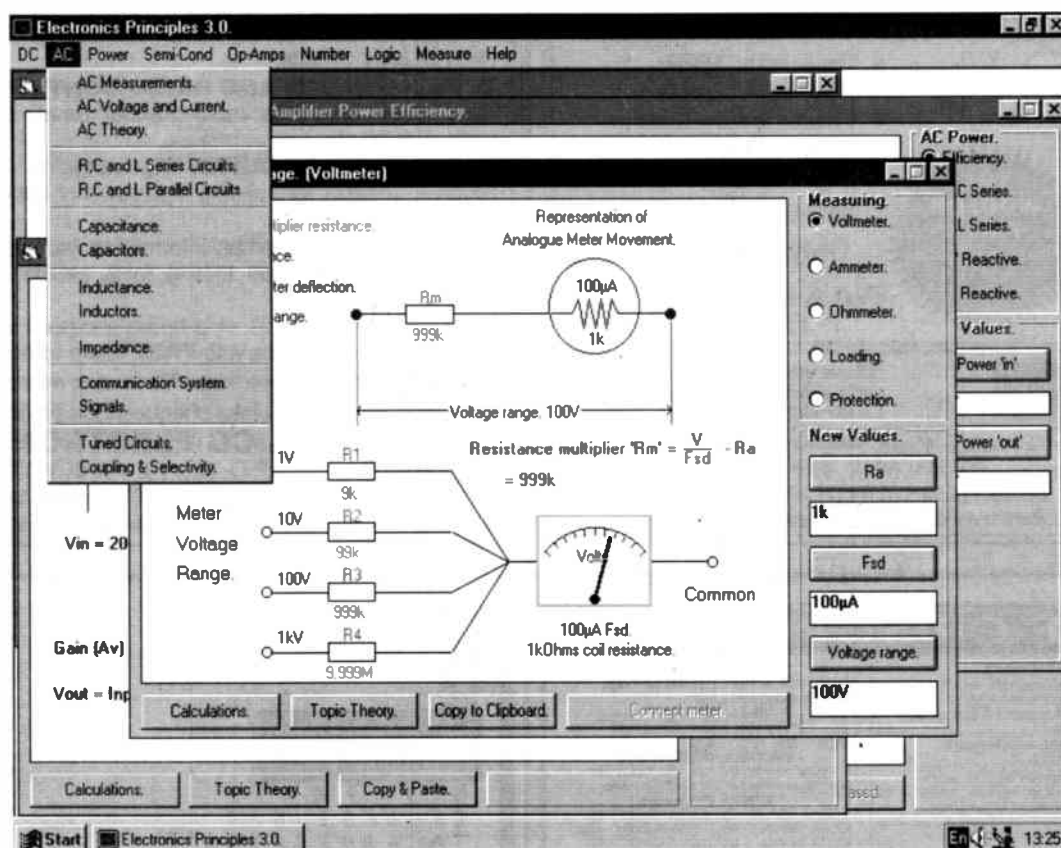 Electronics Principles 3.0.
DC AC Power Semi-Cond Op-Amps Number Logic Measure Help
AC Measurements.
AC Voltage and Current.
AC Theory.
R,C and L Series Circuits.
R,C and L Parallel Circuits
Capacitance.
Capacitors.
Inductance.
Inductors.
Impedance.
Communication System.
Signals.
Tuned Circuits.
Coupling & Selectivity.
Amplifier Power Efficiency.
AC Power.
Efficiency.
C Series.
L Series.
Reactive.
Reactive.
Values.
Power 'in'
Power 'out'
age. (Voltmeter)
tiplier resistance.
nce.
ter deflection.
ange.
Representation of
Analogue Meter Movement.
Rm
999k
100µA
1k
Voltage range. 100V
Resistance multiplier 'Rm' = V / Fsd - Ra
= 999k
Meter
Voltage
Range.
1V R1
9k
10V R2
99k
100V R3
999k
1kV R4
9.999M
Volts
Common
100µA Fsd.
1kOhms coil resistance.
Measuring.
Voltmeter.
Ammeter.
Ohmmeter.
Loading.
Protection.
New Values.
Ra
1k
Fsd
100µA
Voltage range.
100V
Calculations. Topic Theory. Copy to Clipboard. Connect meter.
Vin = 20
Gain (Av)
Vout = Inp
Calculations. Topic Theory. Copy & Paste.
Start Electronics Principles 3.0. En 13:25